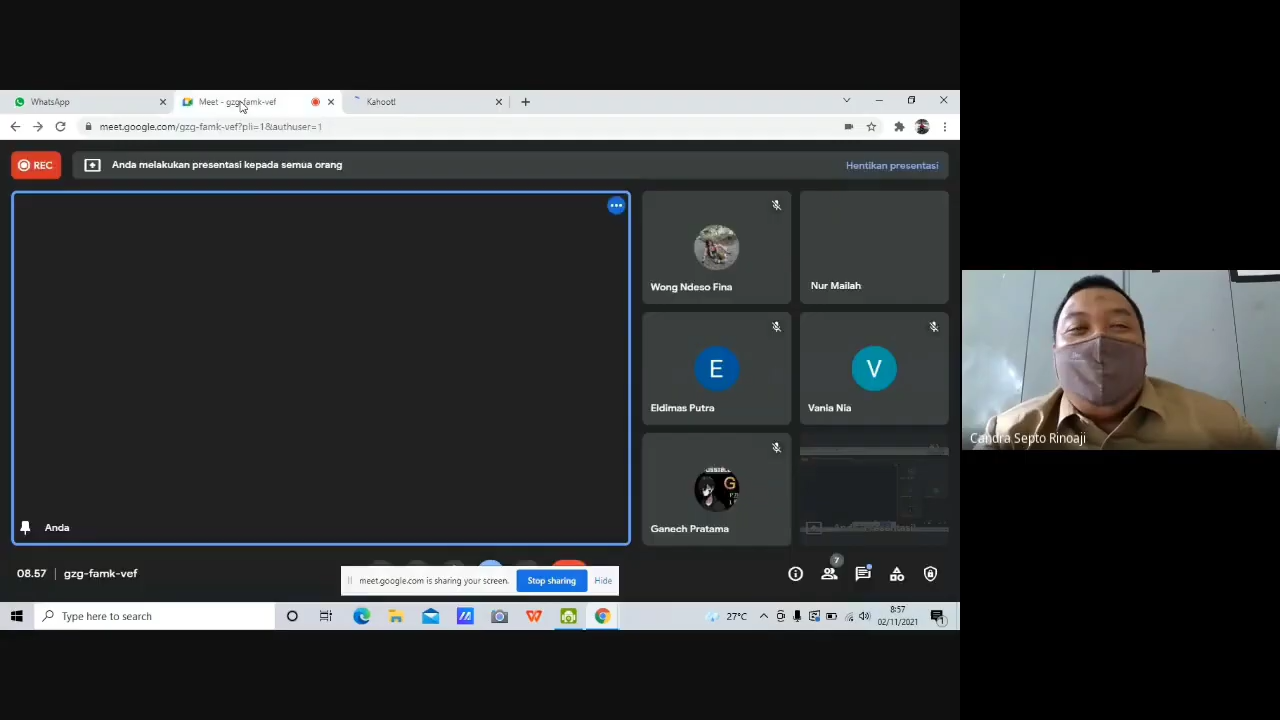 WhatsApp
Meet - gzg-famk-vef
Kahoot!
meet.google.com/gzg-famk-vef?pli=1&authuser=1
REC
Anda melakukan presentasi kepada semua orang
Hentikan presentasi
Wong Ndeso Fina
Nur Mailah
E
Eldimas Putra
V
Vania Nia
G
Ganech Pratama
Anda
Candra Septo Rinoaji
08.57 | gzg-famk-vef
meet.google.com is sharing your screen.
Stop sharing
Hide
7
Type here to search
27°C
8:57
02/11/2021
1